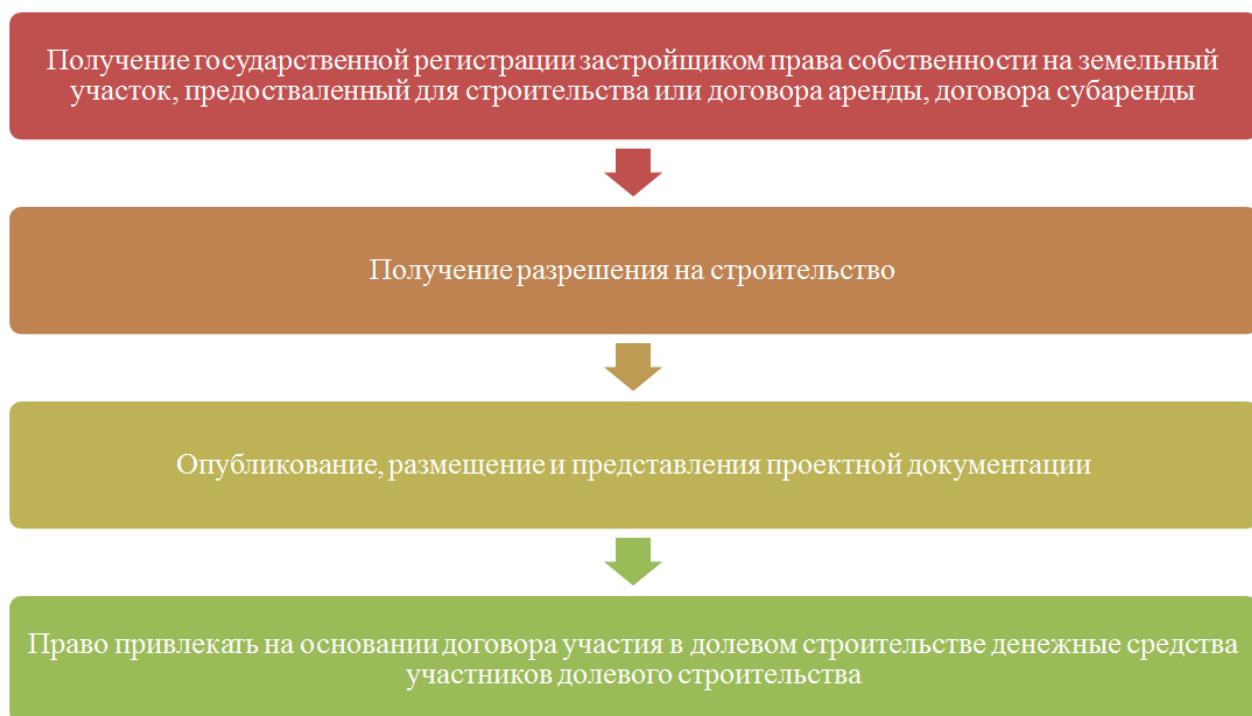 Получение государственной регистрации застройщиком права собственности на земельный
участок, предосталенный для строительства или договора аренды, договора субаренды
Получение разрешения на строительство
Опубликование, размещение и представления проектной документации
Право привлекать на основании договора участия в долевом строительстве денежные средства
участников долевого строительства